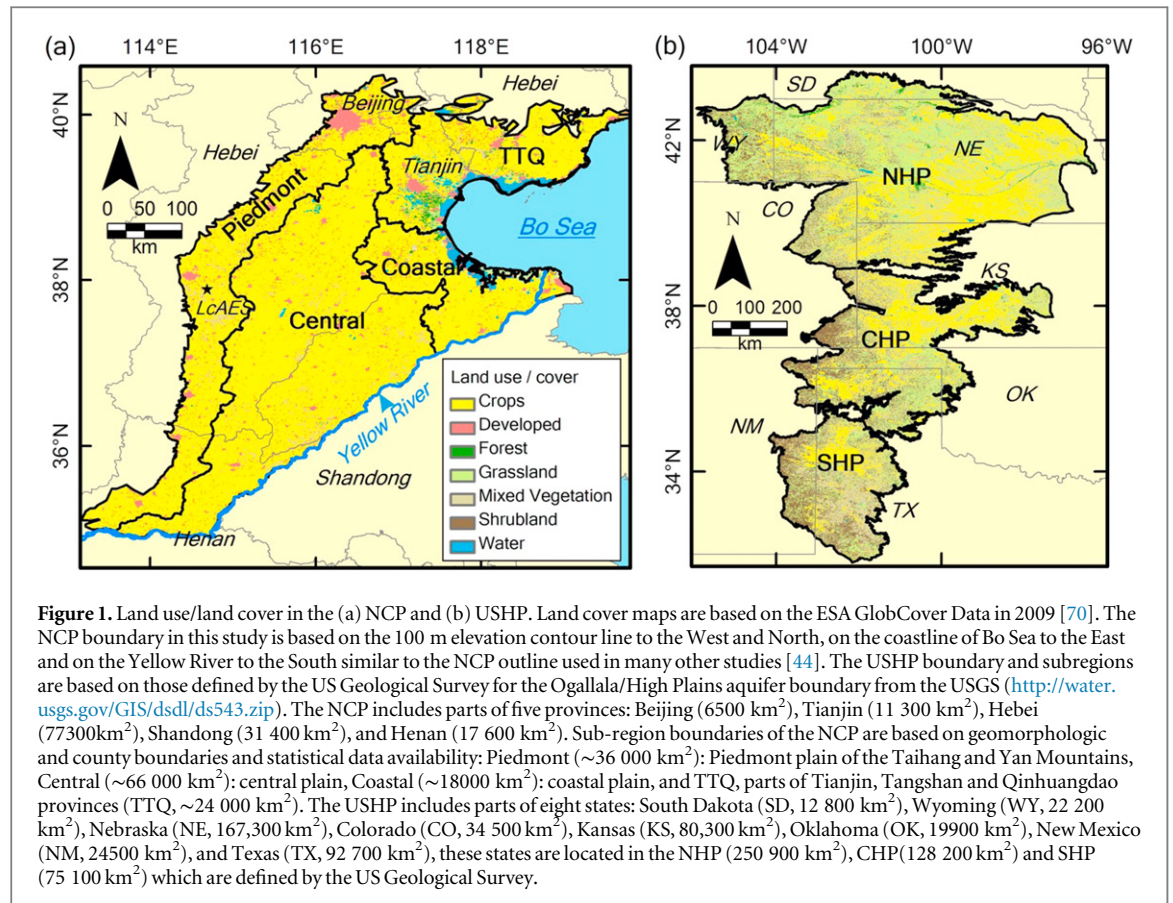 (a)
114°E
116°E
118°E
40°N
38°N
36°N
N
0 50 100
km
Hebei
Beijing
Hebei
Tianjin
TTQ
Piedmont
Bo Sea
Coastal
LcAES
Central
Yellow River
Shandong
Henan
Land use / cover
Crops
Developed
Forest
Grassland
Mixed Vegetation
Shrubland
Water
(b)
104°W
100°W
96°W
42°N
38°N
34°N
SD
WY
NE
NHP
CO
N
KS
0 100 200
km
CHP
OK
NM
SHP
TX
Figure 1. Land use/land cover in the (a) NCP and (b) USHP. Land cover maps are based on the ESA GlobCover Data in 2009 [70]. The
NCP boundary in this study is based on the 100 m elevation contour line to the West and North, on the coastline of Bo Sea to the East
and on the Yellow River to the South similar to the NCP outline used in many other studies [44]. The USHP boundary and subregions
are based on those defined by the US Geological Survey for the Ogallala/High Plains aquifer boundary from the USGS (http://water.
usgs.gov/GIS/dsdl/ds543.zip). The NCP includes parts of five provinces: Beijing (6500 km²), Tianjin (11 300 km²), Hebei
(77300km²), Shandong (31 400 km²), and Henan (17 600 km²). Sub-region boundaries of the NCP are based on geomorphologic
and county boundaries and statistical data availability: Piedmont (~36 000 km²): Piedmont plain of the Taihang and Yan Mountains,
Central (~66 000 km²): central plain, Coastal (~18000 km²): coastal plain, and TTQ, parts of Tianjin, Tangshan and Qinhuangdao
provinces (TTQ, ~24 000 km²). The USHP includes parts of eight states: South Dakota (SD, 12 800 km²), Wyoming (WY, 22 200
km²), Nebraska (NE, 167,300 km²), Colorado (CO, 34 500 km²), Kansas (KS, 80,300 km²), Oklahoma (OK, 19900 km²), New Mexico
(NM, 24500 km²), and Texas (TX, 92 700 km²), these states are located in the NHP (250 900 km²), CHP(128 200 km²) and SHP
(75 100 km²) which are defined by the US Geological Survey.